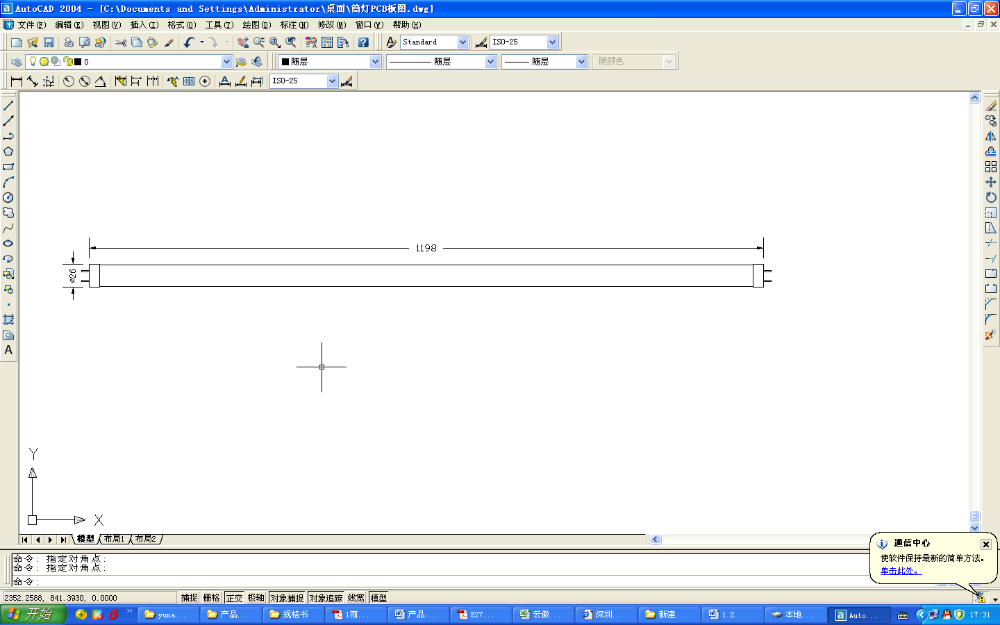 AutoCAD 2004 - [C:\Documents and Settings\Administrator\桌面\筒灯PCB板图.dwg]
文件(F) 编辑(E) 视图(V) 插入(I) 格式(O) 工具(T) 绘图(D) 标注(N) 修改(M) 窗口(W) 帮助(H)
Standard ISO-25
0 随层 随层 随层 随颜色
ISO-25
1198
⌀26
Y
X
A
模型 布局1 布局2
命令: 指定对角点:
命令: 指定对角点:
命令:
通信中心
使软件保持最新的简单方法。
单击此处。
2352.2588, 841.3930, 0.0000 捕捉 栅格 正交 极轴 对象捕捉 对象追踪 线宽 模型
开始 yuna... 产品... 规格书 1商... 产品... E27... 云傲... 深圳... 新建... 1.2... 本地... Auto... 17:31